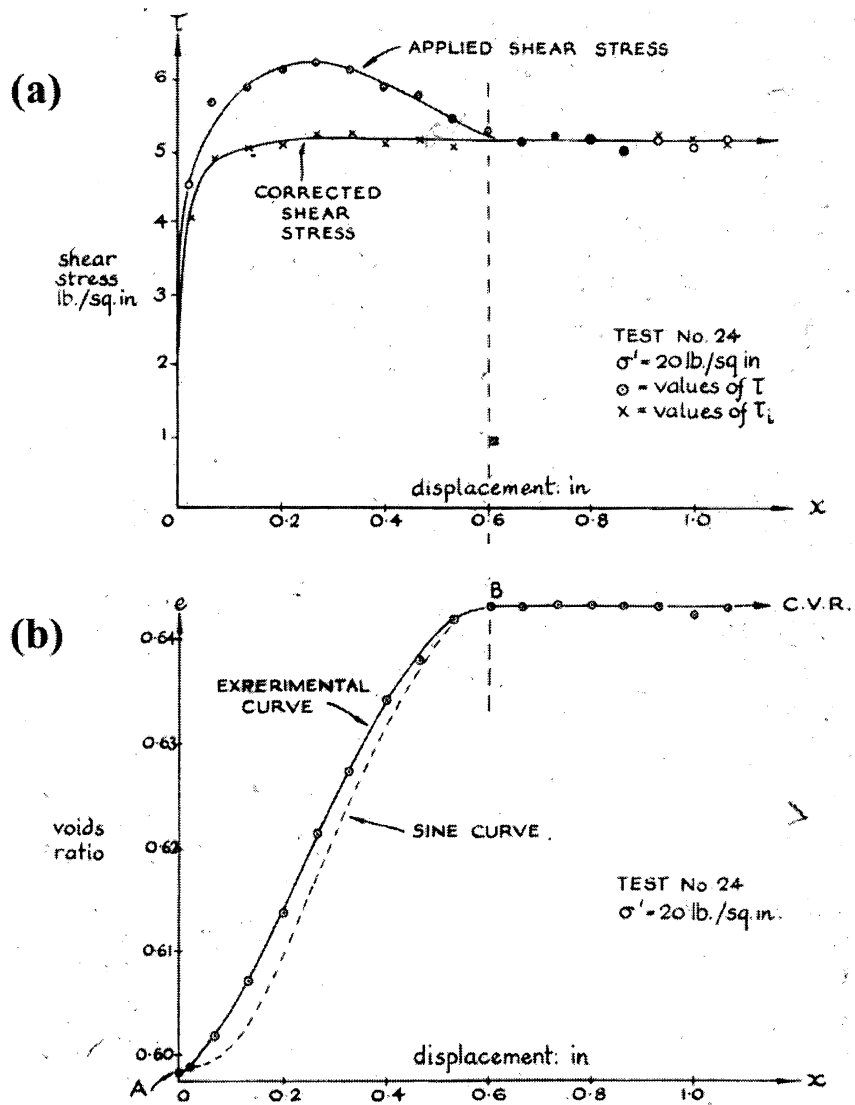 (a)
τ
APPLIED SHEAR STRESS
6
5
CORRECTED
SHEAR
STRESS
4
shear
stress
lb./sq.in
3
2
1
TEST No. 24
σ' = 20 lb./sq in
⊙ = values of τ
x = values of τi
displacement: in
0 0.2 0.4 0.6 0.8 1.0 x
(b)
e
B
C.V.R.
0.64
EXRERIMENTAL
CURVE
0.63
voids
ratio
0.62
SINE CURVE
TEST No 24
σ' = 20 lb./sq.in.
0.61
0.60
A
displacement: in
0 0.2 0.4 0.6 0.8 1.0 x